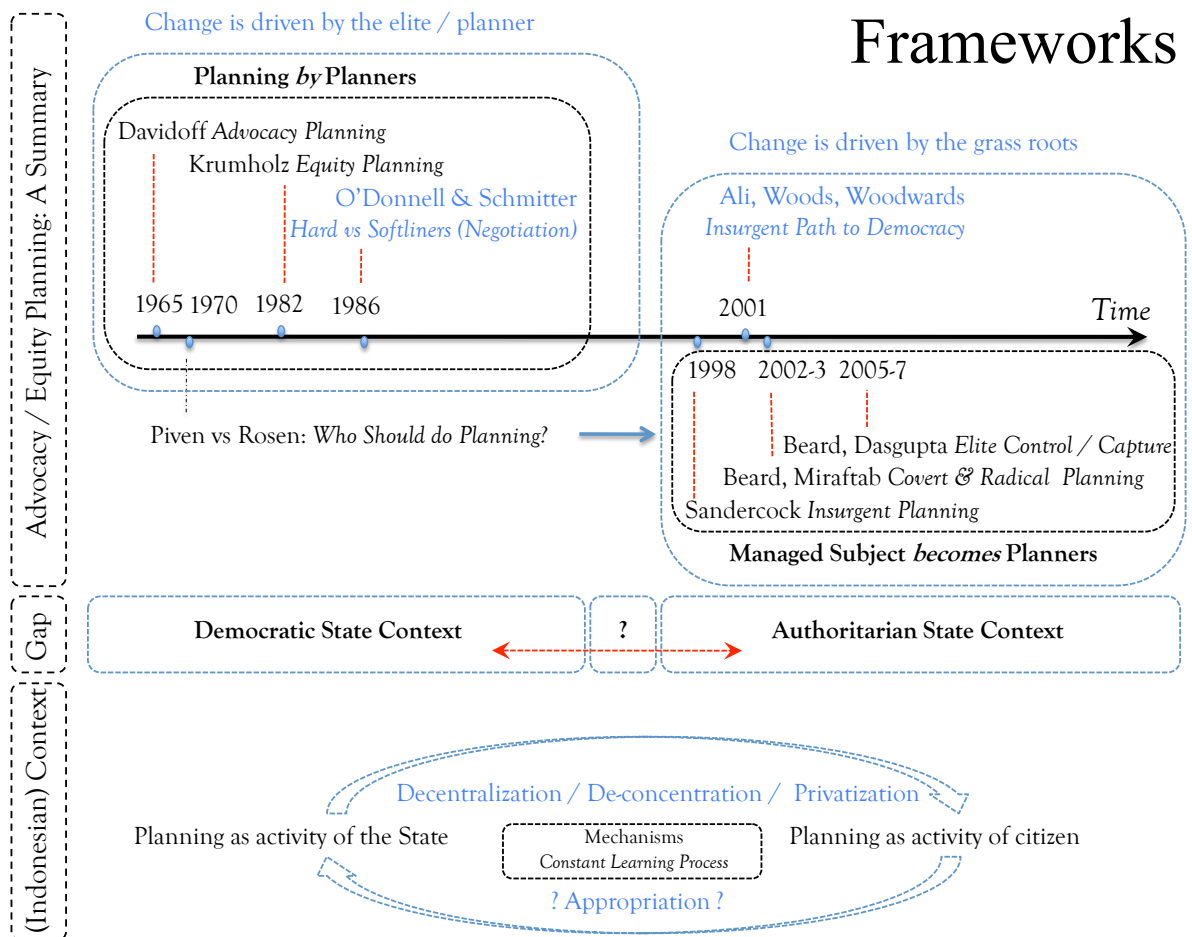 Frameworks
Advocacy / Equity Planning: A Summary
Change is driven by the elite / planner
Planning by Planners
Davidoff Advocacy Planning
Krumholz Equity Planning
O'Donnell & Schmitter
Hard vs Softliners (Negotiation)
1965
1970
1982
1986
Change is driven by the grass roots
Ali, Woods, Woodwards
Insurgent Path to Democracy
2001
Time
1998
2002-3
2005-7
Piven vs Rosen: Who Should do Planning?
Beard, Dasgupta Elite Control / Capture
Beard, Miraftab Covert & Radical Planning
Sandercock Insurgent Planning
Managed Subject becomes Planners
Gap
Democratic State Context
?
Authoritarian State Context
(Indonesian) Context
Decentralization / De-concentration / Privatization
Planning as activity of the State
Mechanisms
Constant Learning Process
Planning as activity of citizen
? Appropriation ?